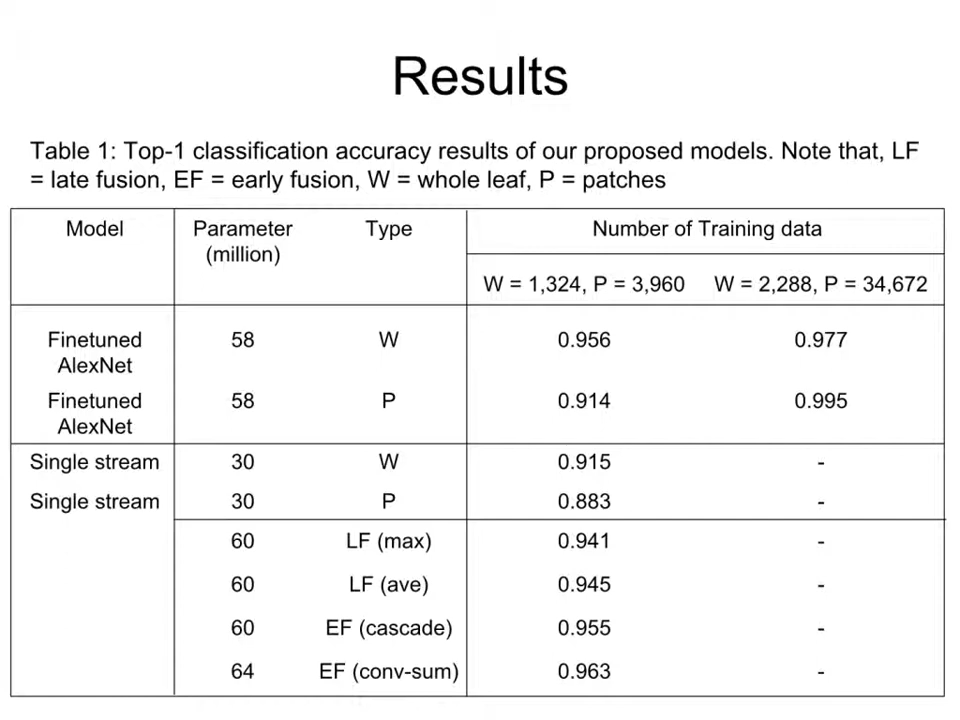 Results
Table 1: Top-1 classification accuracy results of our proposed models. Note that, LF
= late fusion, EF = early fusion, W = whole leaf, P = patches
Model Parameter Type Number of Training data
(million)
W = 1,324, P = 3,960 W = 2,288, P = 34,672
Finetuned 58 W 0.956 0.977
AlexNet
Finetuned 58 P 0.914 0.995
AlexNet
Single stream 30 W 0.915 -
Single stream 30 P 0.883 -
60 LF (max) 0.941 -
60 LF (ave) 0.945 -
60 EF (cascade) 0.955 -
64 EF (conv-sum) 0.963 -